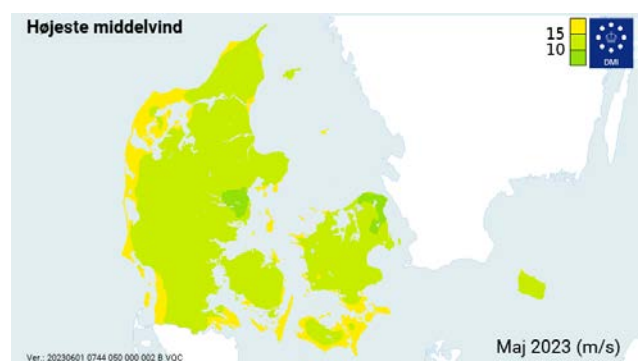 Højeste middelvind
15
10
DMI
Maj 2023 (m/s)
Ver.: 20230601 0744 050 000 002 B VOC